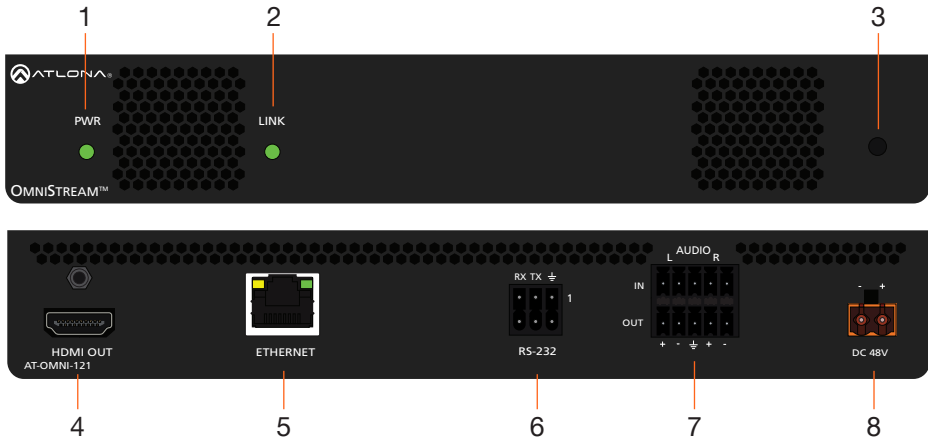 1 2 3
ATLONA®
PWR LINK
OMNISTREAM™
AUDIO
L R
RX TX
IN
1
OUT
+ - + -
- +
HDMI OUT ETHERNET RS-232 DC 48V
AT-OMNI-121
4 5 6 7 8